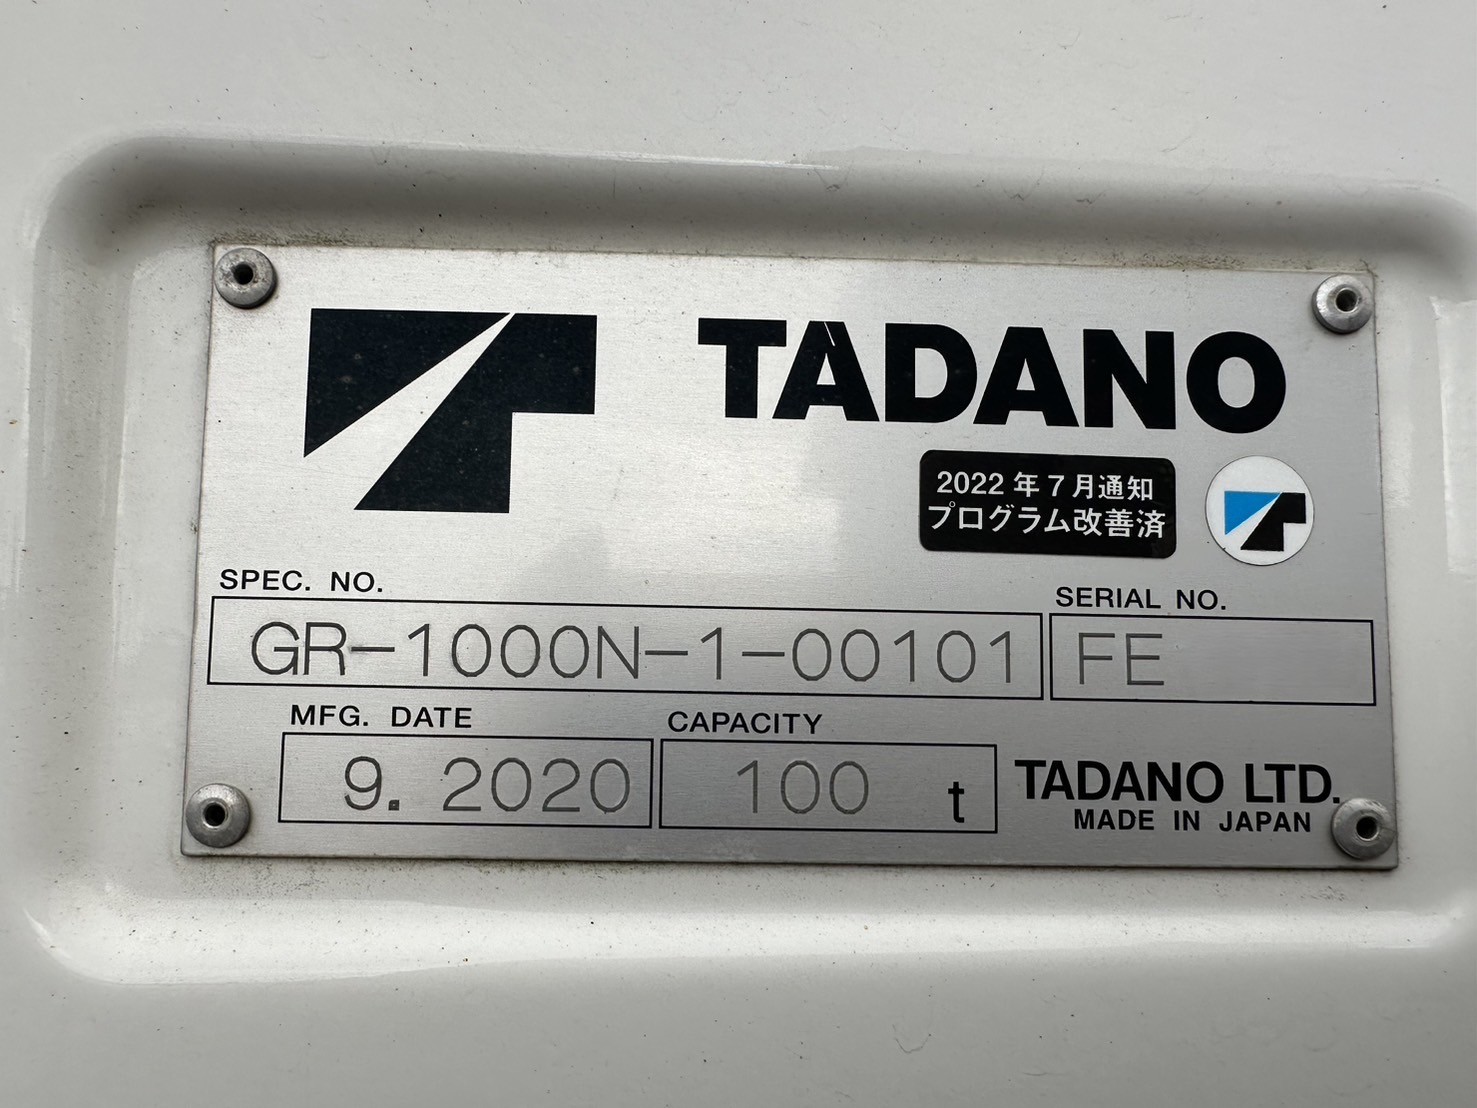 TADANO
2022年7月通知
プログラム改善済
SPEC. NO.
SERIAL NO.
GR-1000N-1-00101
FE
MFG. DATE
CAPACITY
9. 2020
100 t
TADANO LTD.
MADE IN JAPAN